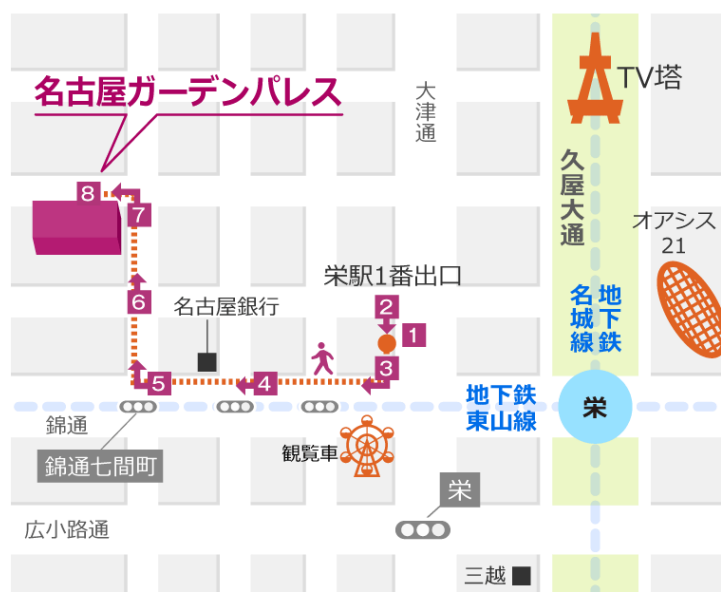 TV塔
名古屋ガーデンパレス
大津通
久屋大通
8
7
オアシス
21
栄駅1番出口
2
地下鉄
名城線
6
名古屋銀行
1
3
5
4
地下鉄
東山線
栄
錦通
錦通七間町
観覧車
栄
広小路通
三越